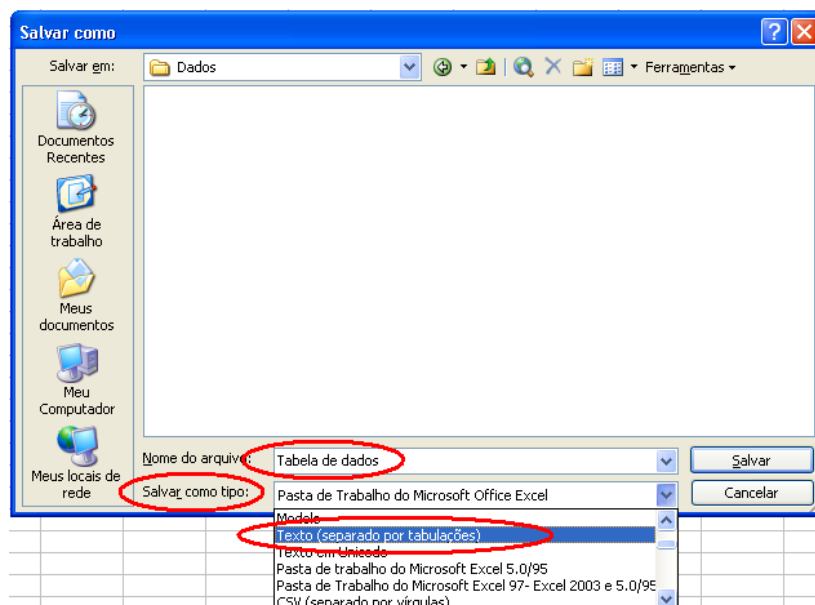 Salvar como
Salvar em: Dados Ferramentas
Documentos
Recentes
Área de
trabalho
Meus
documentos
Meu
Computador
Meus locais de
rede
Nome do arquivo: Tabela de dados Salvar
Salvar como tipo: Pasta de Trabalho do Microsoft Office Excel Cancelar
Modelo
Texto (separado por tabulações)
Texto em Unicode
Pasta de trabalho do Microsoft Excel 5.0/95
Pasta de Trabalho do Microsoft Excel 97- Excel 2003 e 5.0/95
CSV (separado por vírgulas)